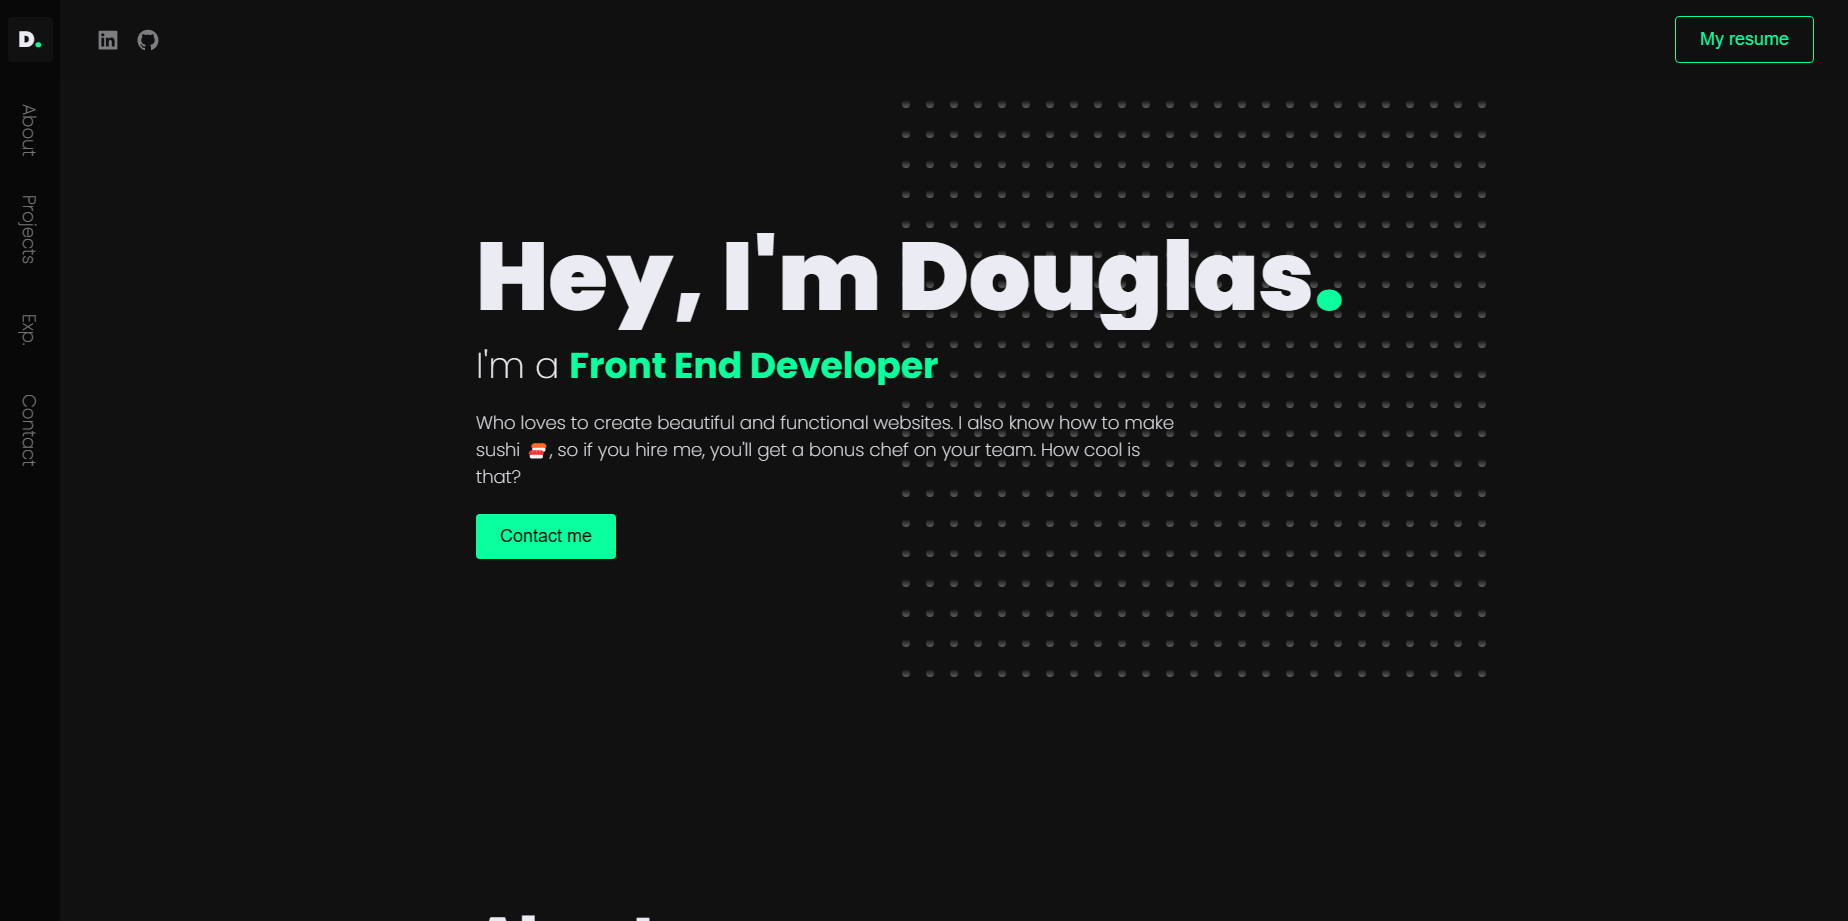 D.
My resume
About
Projects
Exp.
Contact
Hey, I'm Douglas.
I'm a Front End Developer
Who loves to create beautiful and functional websites. I also know how to make
sushi 🍣, so if you hire me, you'll get a bonus chef on your team. How cool is
that?
Contact me